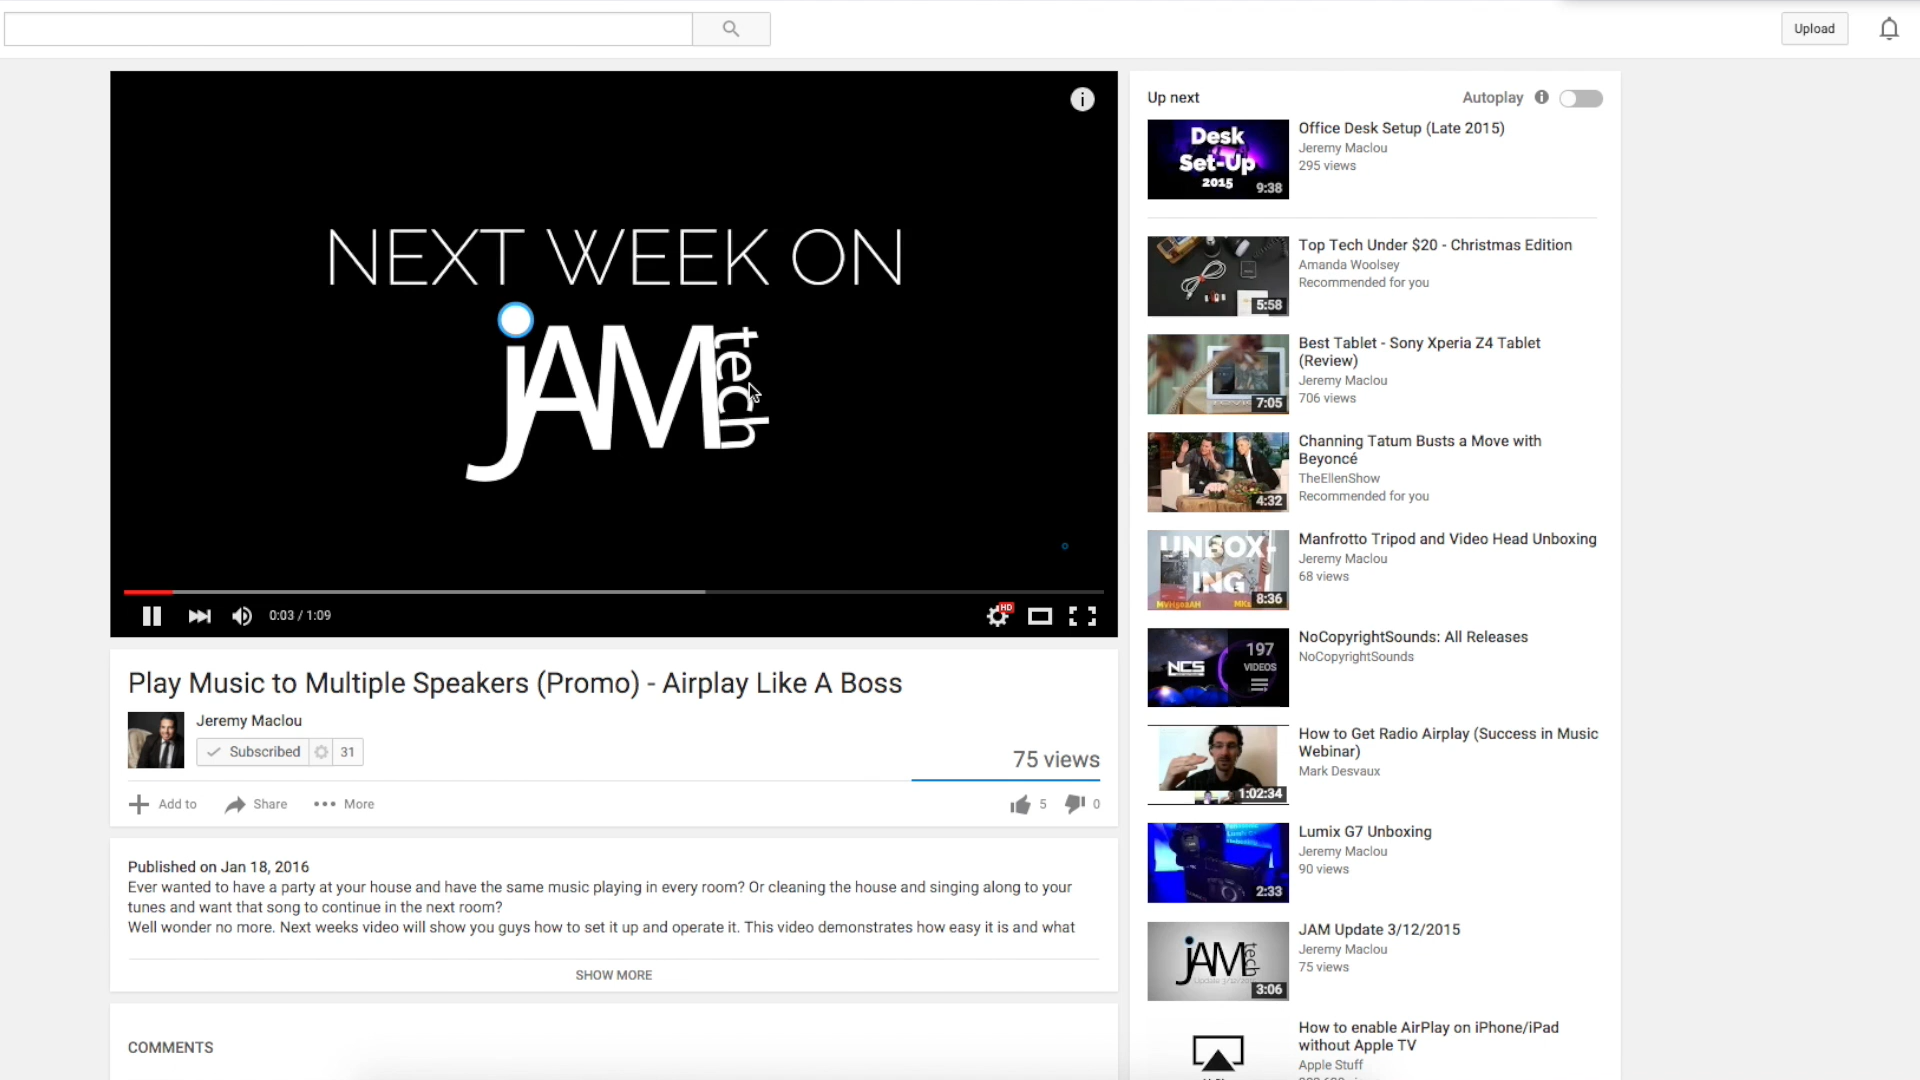 Upload
NEXT WEEK ON
jAM tech
HD
0:03 / 1:09
Play Music to Multiple Speakers (Promo) - Airplay Like A Boss
Jeremy Maclou
Subscribed 31
75 views
Add to Share More
5 0
Published on Jan 18, 2016
Ever wanted to have a party at your house and have the same music playing in every room? Or cleaning the house and singing along to your
tunes and want that song to continue in the next room?
Well wonder no more. Next weeks video will show you guys how to set it up and operate it. This video demonstrates how easy it is and what
SHOW MORE
COMMENTS
Up next
Autoplay
Desk
Set-Up
2015
9:38
Office Desk Setup (Late 2015)
Jeremy Maclou
295 views
5:58
Top Tech Under $20 - Christmas Edition
Amanda Woolsey
Recommended for you
7:05
Best Tablet - Sony Xperia Z4 Tablet
(Review)
Jeremy Maclou
706 views
4:32
Channing Tatum Busts a Move with
Beyoncé
TheEllenShow
Recommended for you
UNBOX-
ING
8:36
Manfrotto Tripod and Video Head Unboxing
Jeremy Maclou
68 views
NCS
197
VIDEOS
NoCopyrightSounds: All Releases
NoCopyrightSounds
1:02:34
How to Get Radio Airplay (Success in Music
Webinar)
Mark Desvaux
2:33
Lumix G7 Unboxing
Jeremy Maclou
90 views
jAM tech
3:06
JAM Update 3/12/2015
Jeremy Maclou
75 views
How to enable AirPlay on iPhone/iPad
without Apple TV
Apple Stuff